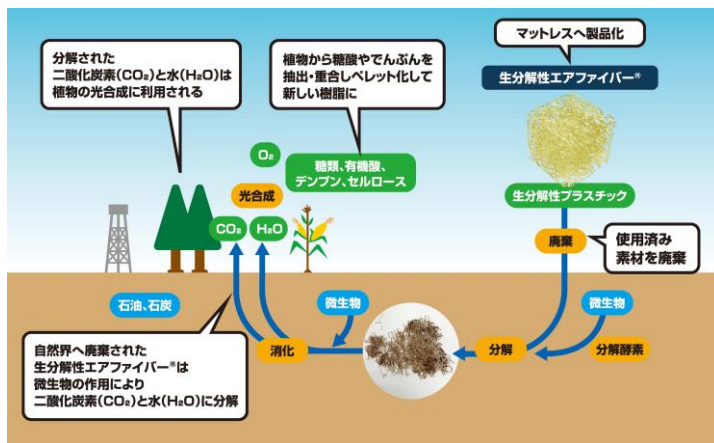 分解された
二酸化炭素(CO₂)と水(H₂O)は
植物の光合成に利用される
植物から糖酸やでんぷんを
抽出・重合しペレット化して
新しい樹脂に
マットレスへ製品化
生分解性エアファイバー®
O₂
糖類、有機酸、
デンプン、セルロース
光合成
CO₂
H₂O
生分解性プラスチック
廃棄
使用済み
素材を廃棄
石油、石炭
微生物
微生物
消化
分解
分解酵素
自然界へ廃棄された
生分解性エアファイバー®は
微生物の作用により
二酸化炭素(CO₂)と水(H₂O)に分解